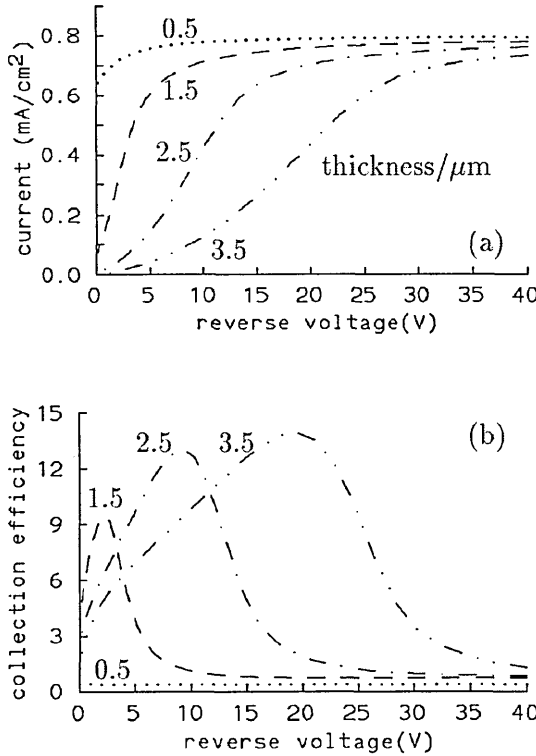 0.8
0.6
0.4
0.2
0.0
current (mA/cm²)
0.5
1.5
2.5
3.5
thickness/μm
(a)
0 5 10 15 20 25 30 35 40
reverse voltage(V)
15
12
9
6
3
0
collection efficiency
2.5 3.5
1.5
0.5
(b)
0 5 10 15 20 25 30 35 40
reverse voltage(V)